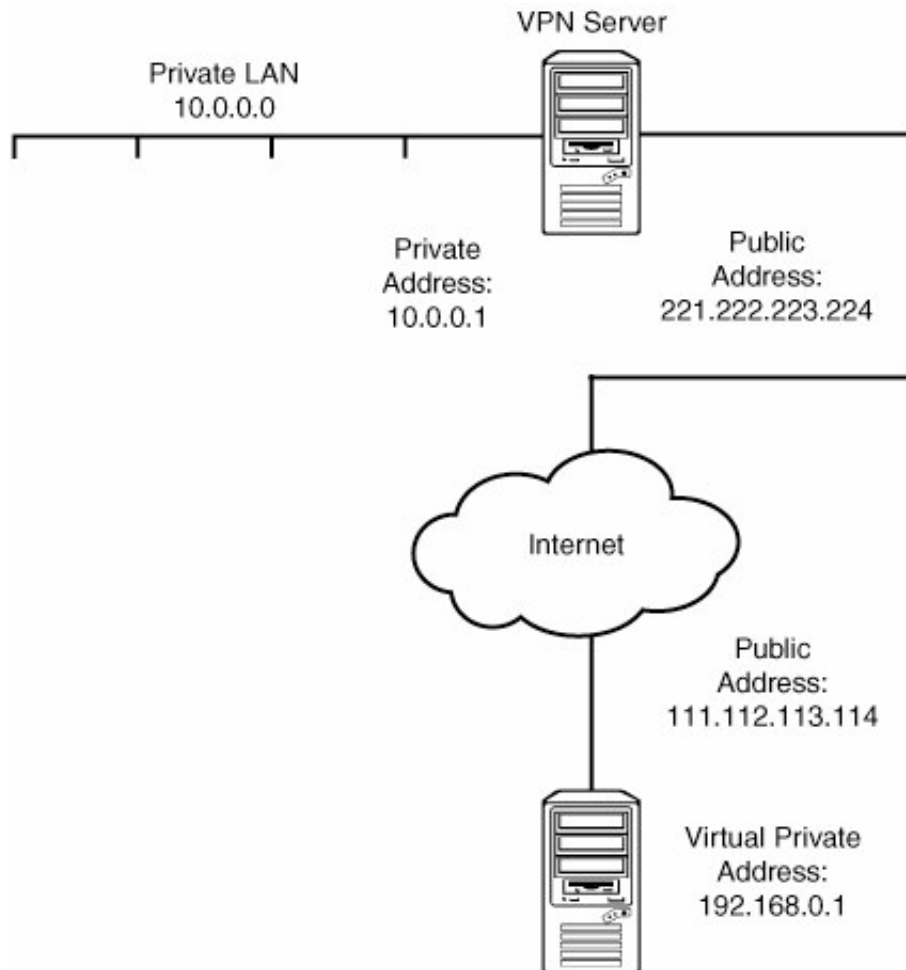 VPN Server
Private LAN
10.0.0.0
Private
Address:
10.0.0.1
Public
Address:
221.222.223.224
Internet
Public
Address:
111.112.113.114
Virtual Private
Address:
192.168.0.1